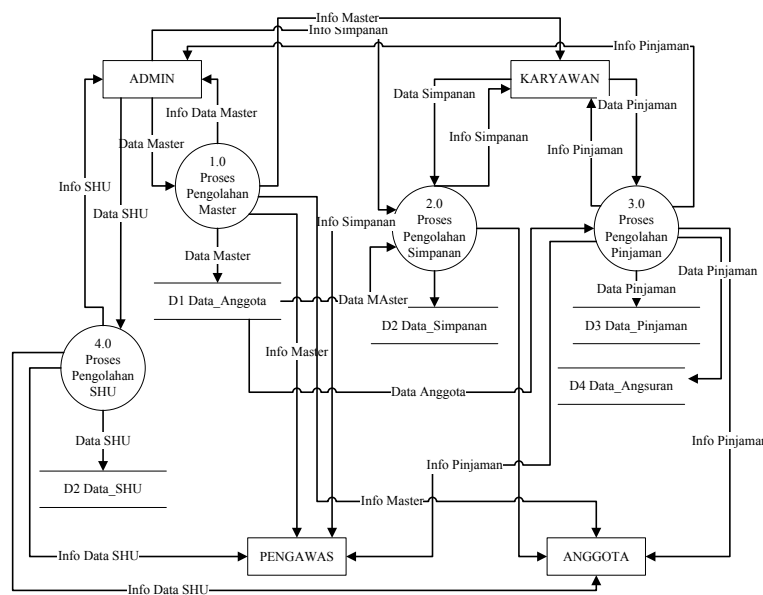 Info Master
Info Simpanan
Info Pinjaman
ADMIN
KARYAWAN
Data Simpanan
Data Pinjaman
Info Data Master
Data Master
Info Simpanan
Info Pinjaman
1.0
Proses
Pengolahan
Master
Info SHU
Data SHU
2.0
Proses
Pengolahan
Simpanan
3.0
Proses
Pengolahan
Pinjaman
Info Simpanan
Data Master
Data Pinjaman
Data Pinjaman
D1 Data_Anggota
Data MAster
D2 Data_Simpanan
D3 Data_Pinjaman
4.0
Proses
Pengolahan
SHU
Info Master
Data Anggota
D4 Data_Angsuran
Data SHU
Info Pinjaman
Info Pinjaman
D2 Data_SHU
Info Master
Info Data SHU
PENGAWAS
ANGGOTA
Info Data SHU